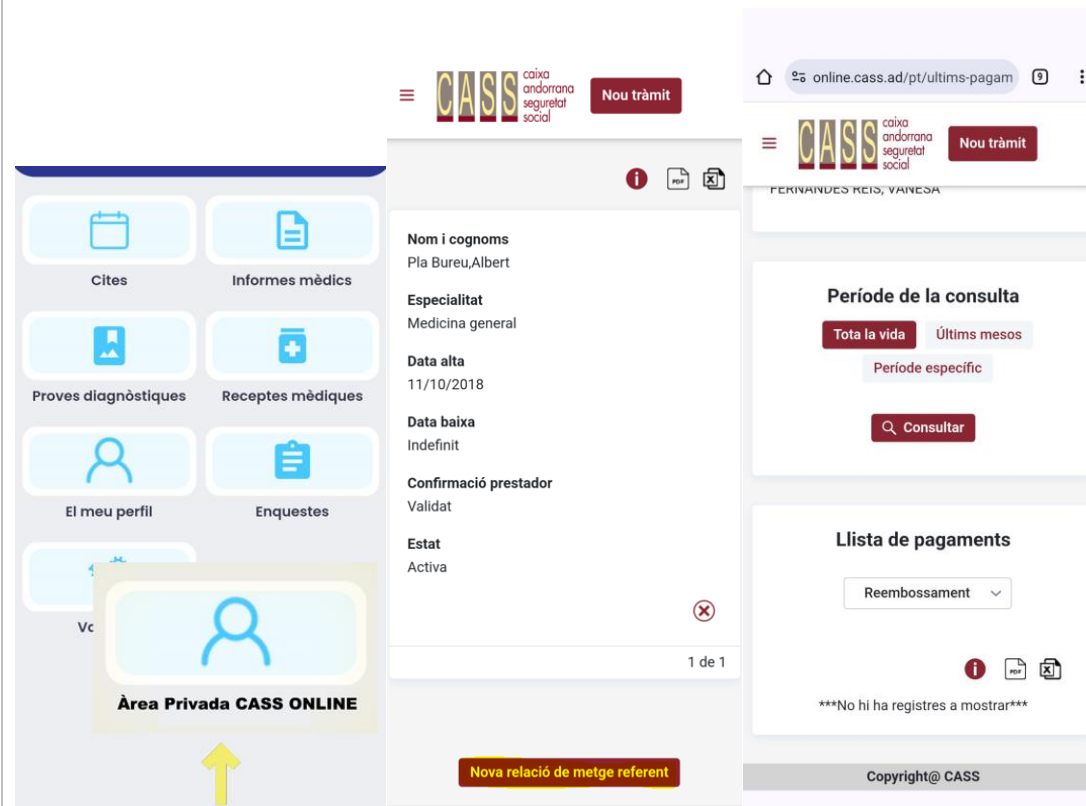 Cites
Informes mèdics
Proves diagnòstiques
Receptes mèdiques
El meu perfil
Enquestes
Àrea Privada CASS ONLINE
CASS
caixa
andorrana
seguretat
social
Nou tràmit
PDF
Nom i cognoms
Pla Bureu,Albert
Especialitat
Medicina general
Data alta
11/10/2018
Data baixa
Indefinit
Confirmació prestador
Validat
Estat
Activa
1 de 1
Nova relació de metge referent
online.cass.ad/pt/ultims-pagam
9
CASS
caixa
andorrana
seguretat
social
Nou tràmit
FERNANDES REIS, VANESA
Període de la consulta
Tota la vida
Últims mesos
Període específic
Consultar
Llista de pagaments
Reembossament
PDF
***No hi ha registres a mostrar***
Copyright@ CASS